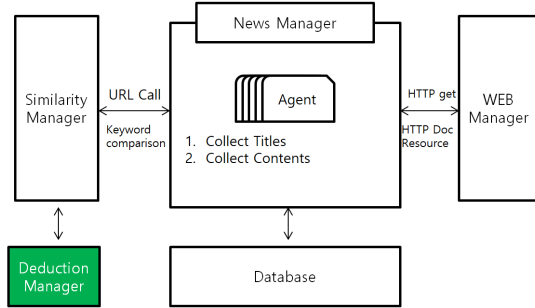 News Manager
Similarity
Manager
URL Call
Keyword
comparison
Agent
1. Collect Titles
2. Collect Contents
HTTP get
HTTP Doc
Resource
WEB
Manager
Deduction
Manager
Database